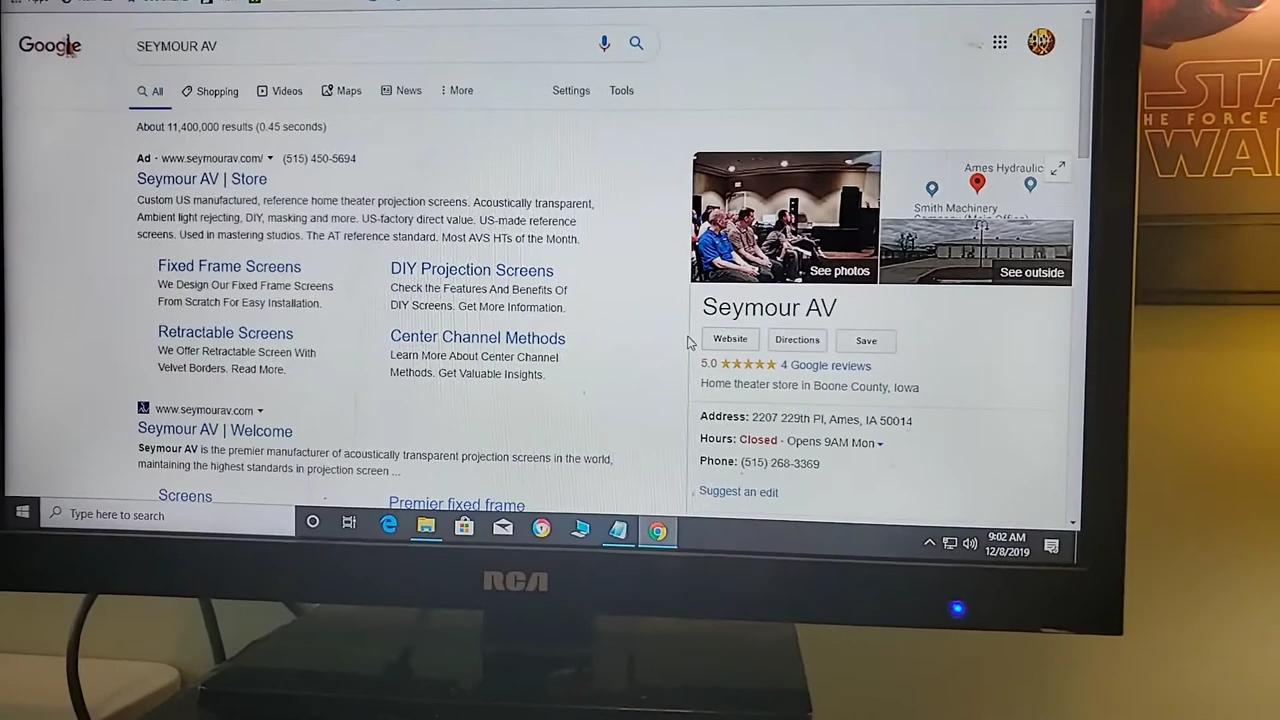 Google
SEYMOUR AV
All
Shopping
Videos
Maps
News
More
Settings
Tools
About 11,400,000 results (0.45 seconds)
Ad · www.seymourav.com/ (515) 450-5694
Seymour AV | Store
Custom US manufactured, reference home theater projection screens. Acoustically transparent,
Ambient light rejecting, DIY, masking and more. US-factory direct value. US-made reference
screens. Used in mastering studios. The AT reference standard. Most AVS HTs of the Month.
Fixed Frame Screens
We Design Our Fixed Frame Screens
From Scratch For Easy Installation.
DIY Projection Screens
Check the Features And Benefits Of
DIY Screens. Get More Information.
Retractable Screens
We Offer Retractable Screen With
Velvet Borders. Read More.
Center Channel Methods
Learn More About Center Channel
Methods. Get Valuable Insights.
www.seymourav.com
Seymour AV | Welcome
Seymour AV is the premier manufacturer of acoustically transparent projection screens in the world,
maintaining the highest standards in projection screen ...
Screens
Premier fixed frame
Ames Hydraulic
Smith Machinery
See photos
See outside
Seymour AV
Website
Directions
Save
5.0 ★★★★★ 4 Google reviews
Home theater store in Boone County, Iowa
Address: 2207 229th Pl, Ames, IA 50014
Hours: Closed · Opens 9AM Mon
Phone: (515) 268-3369
Suggest an edit
Type here to search
9:02 AM
12/8/2019
RCA
STA
HE FORCE
WA